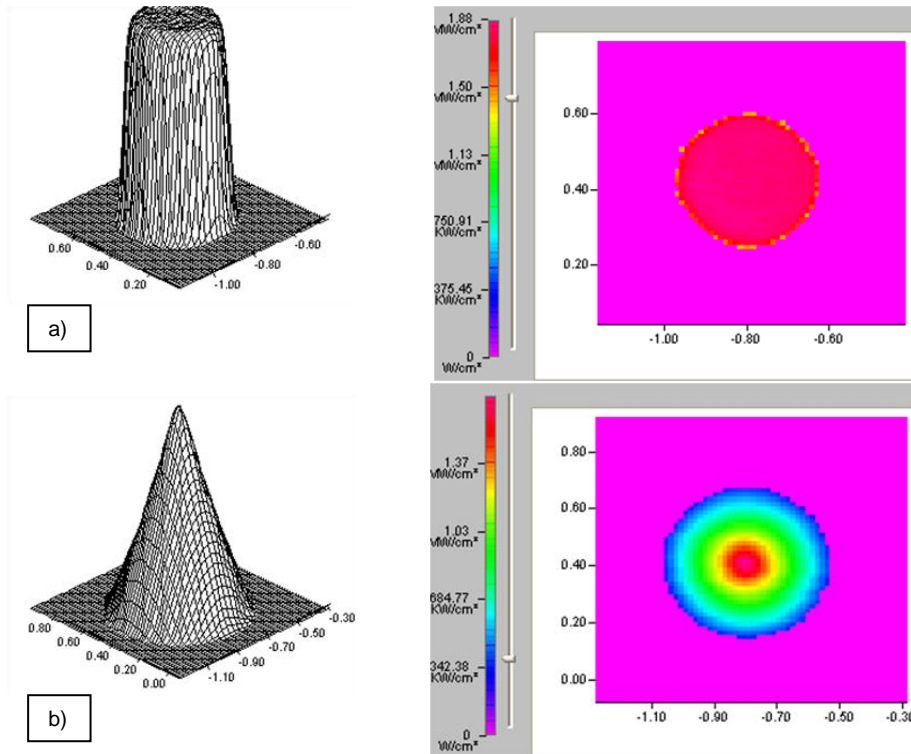 0.60
0.40
0.20
-1.00
-0.80
-0.60
a)
1.88
MW/cm²
1.50
MW/cm²
1.13
MW/cm²
750.91
KW/cm²
375.45
KW/cm²
0
W/cm²
0.60
0.40
0.20
-1.00 -0.80 -0.60
0.80
0.60
0.40
0.20
0.00
-1.10
-0.90
-0.70
-0.50
-0.30
b)
1.37
MW/cm²
1.03
MW/cm²
684.77
KW/cm²
342.38
KW/cm²
0
W/cm²
0.80
0.60
0.40
0.20
0.00
-1.10 -0.90 -0.70 -0.50 -0.30